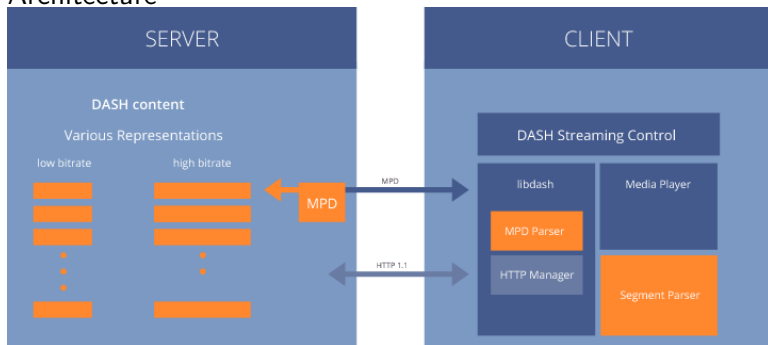 Architecture
SERVER
CLIENT
DASH content
Various Representations
low bitrate
high bitrate
MPD
MPD
HTTP 1.1
DASH Streaming Control
libdash
Media Player
MPD Parser
HTTP Manager
Segment Parser